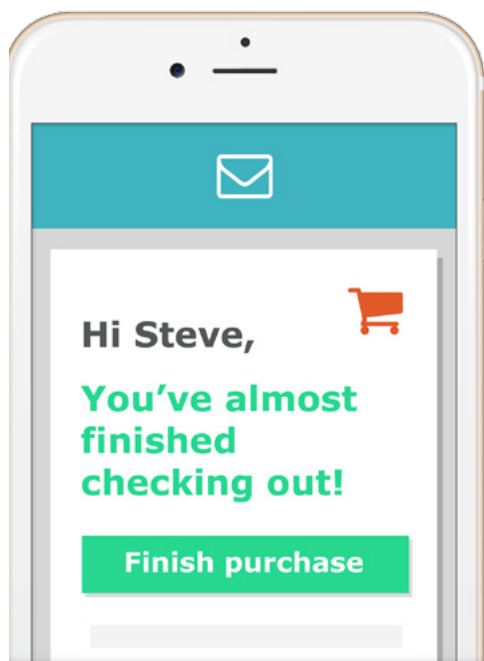 Hi Steve,
You’ve almost
finished
checking out!
Finish purchase